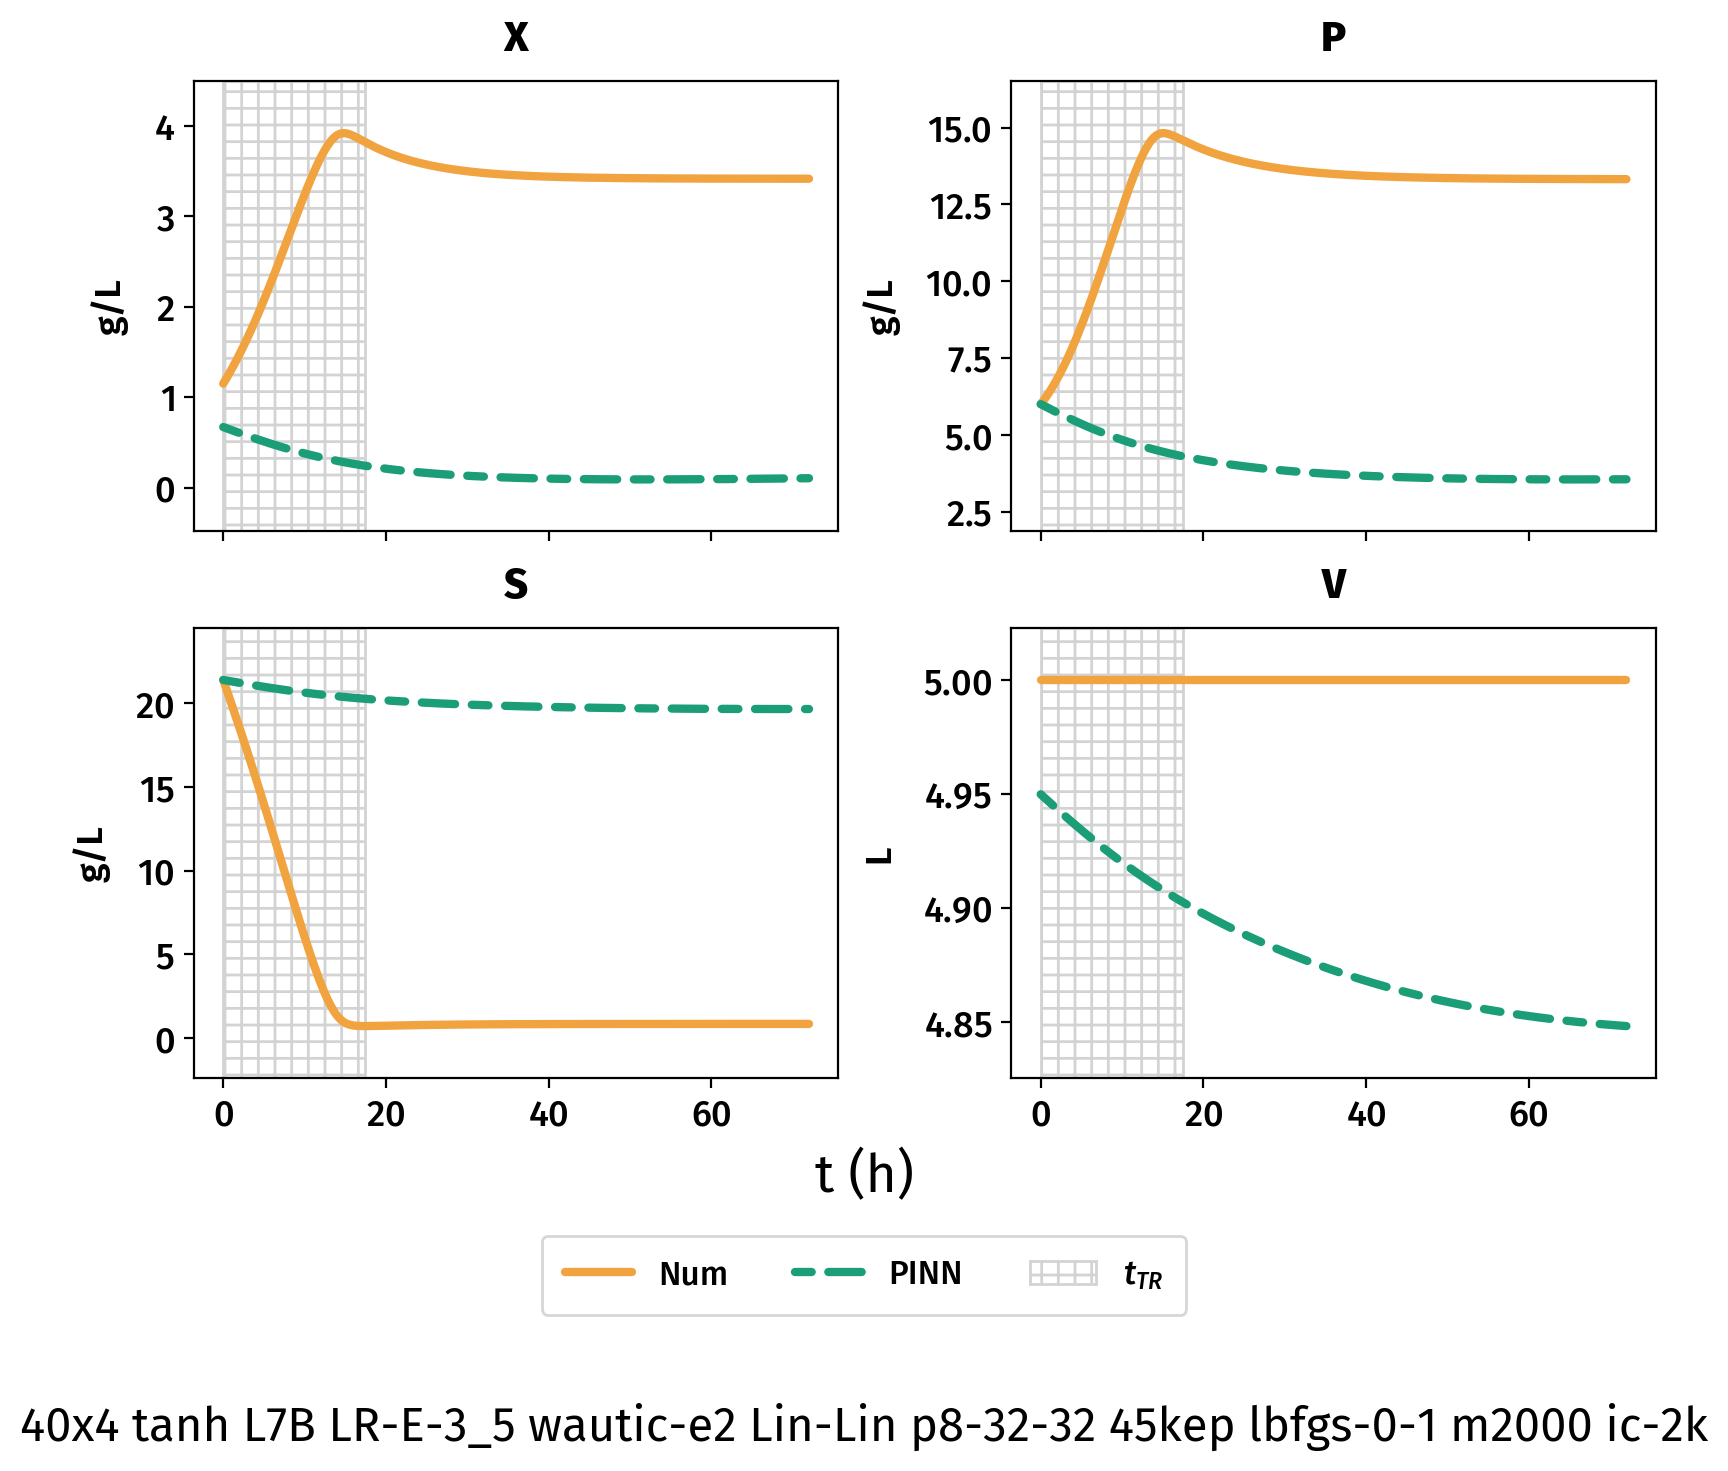 X
P
4
3
2
1
0
g/L
15.0
12.5
10.0
7.5
5.0
2.5
g/L
S
V
20
15
10
5
0
g/L
5.00
4.95
4.90
4.85
L
0 20 40 60
0 20 40 60
t (h)
Num PINN t_TR
40x4 tanh L7B LR-E-3_5 wautic-e2 Lin-Lin p8-32-32 45kep lbfgs-0-1 m2000 ic-2k